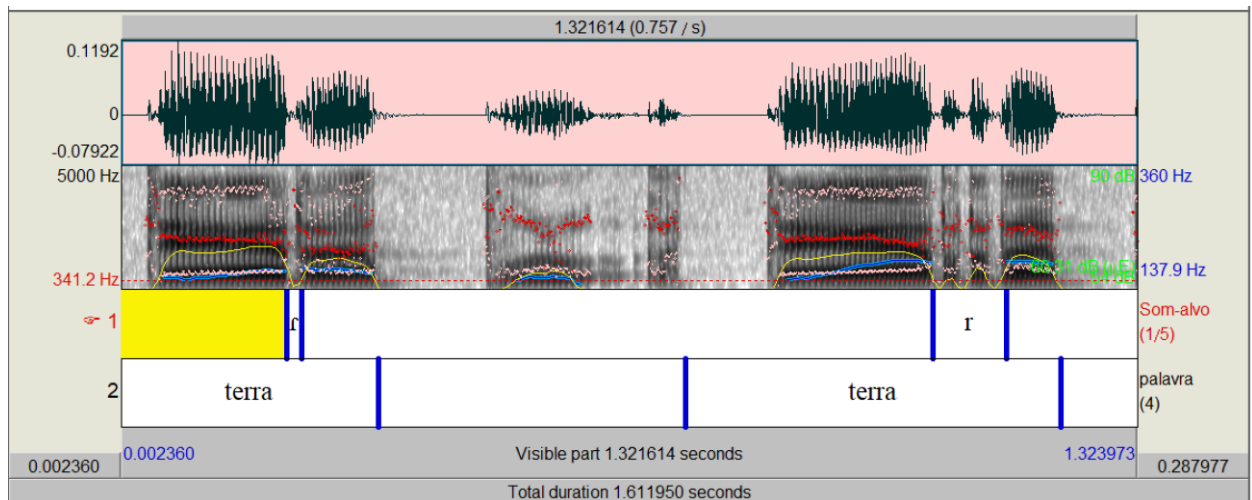 1.321614 (0.757 / s)
0.1192
0
-0.07922
5000 Hz
90 dB 360 Hz
341.2 Hz
137.9 Hz
1 ɾ r Som-alvo
(1/5)
2 terra terra palavra
(4)
0.002360 Visible part 1.321614 seconds 1.323973
0.002360 0.287977
Total duration 1.611950 seconds